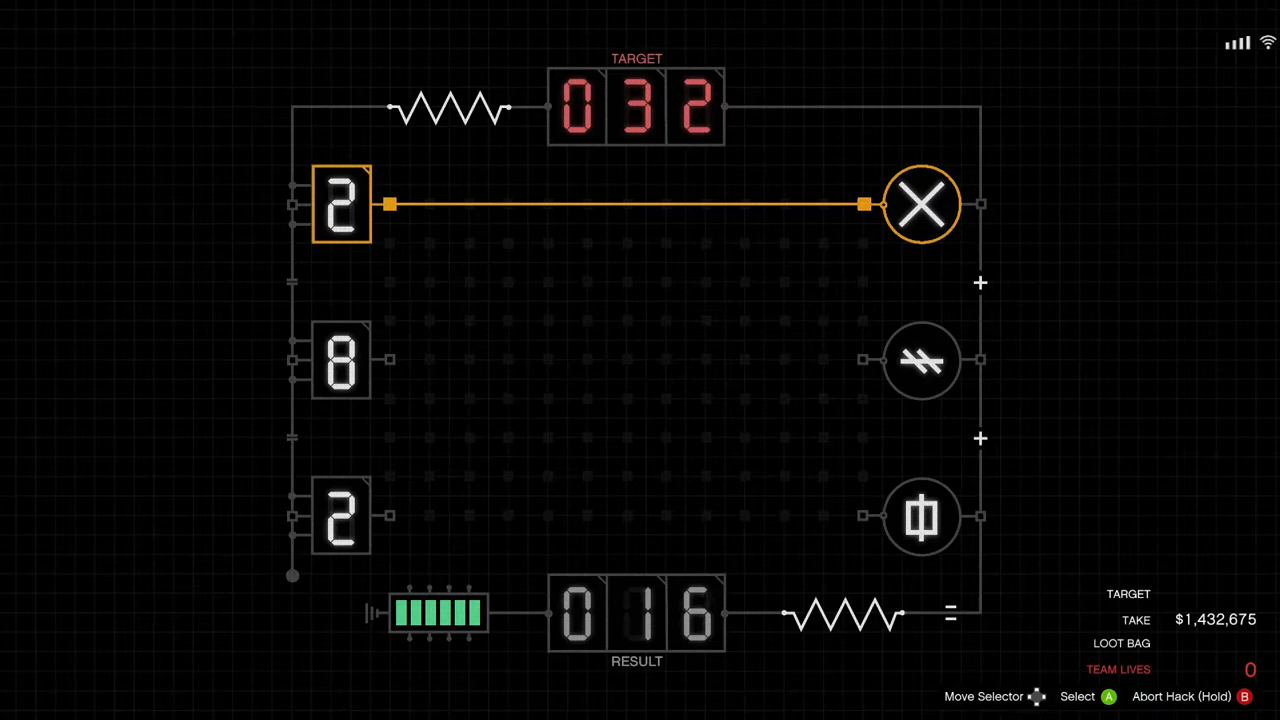 TARGET
032
2
8
2
+
+
=
016
RESULT
TARGET
TAKE $1,432,675
LOOT BAG
TEAM LIVES 0
Move Selector Select A Abort Hack (Hold) B